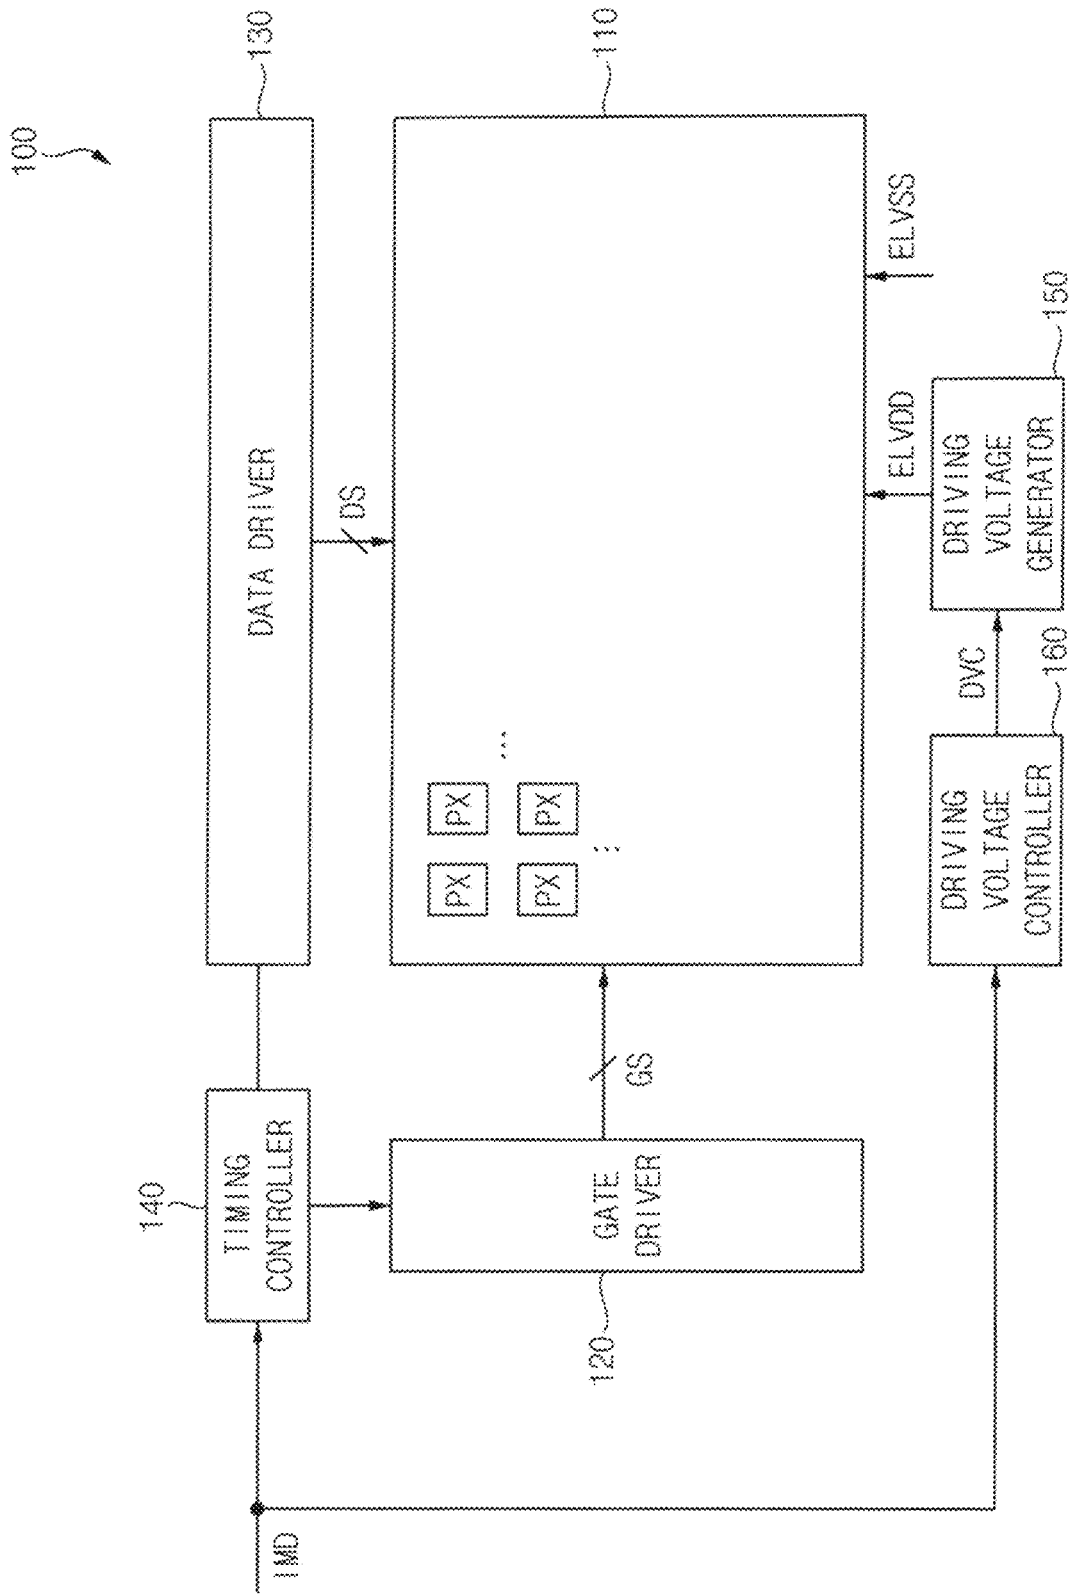 100
130
DATA DRIVER
140
TIMING
CONTROLLER
DS
110
PX
PX
...
PX
PX
...
GS
GATE
DRIVER
120
IMD
ELVDD
ELVSS
DRIVING
VOLTAGE
CONTROLLER
160
DVC
DRIVING
VOLTAGE
GENERATOR
150